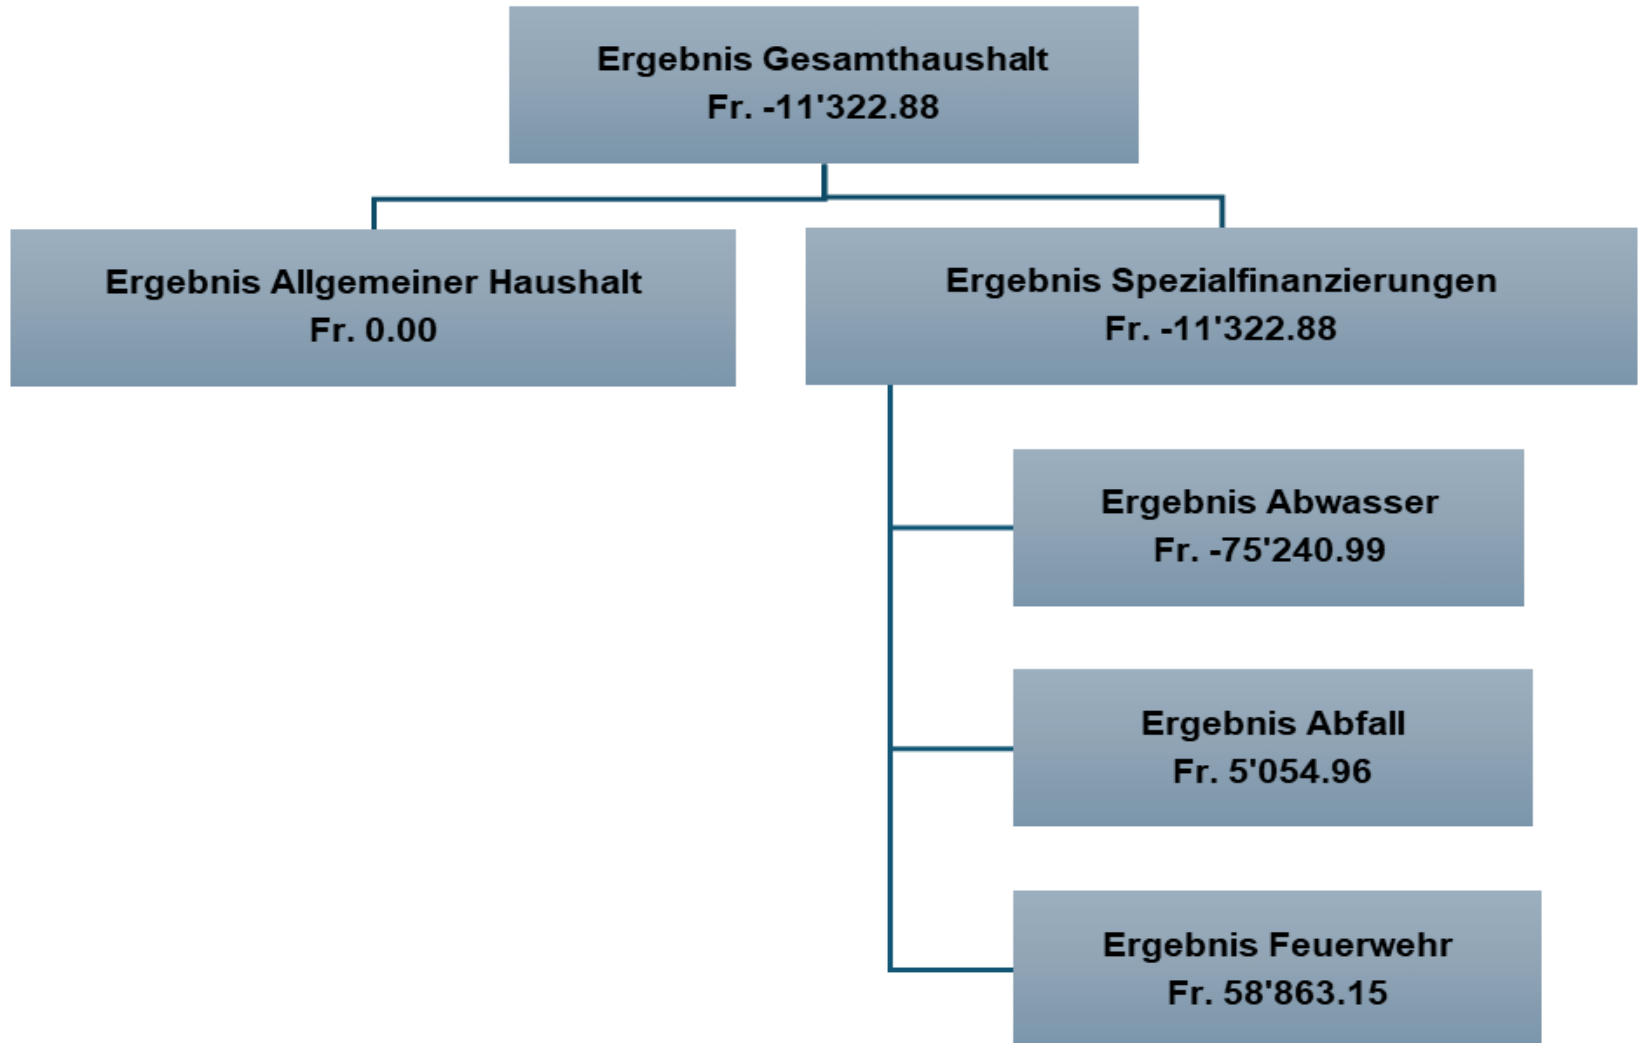 Ergebnis Gesamthaushalt
Fr. -11'322.88
Ergebnis Allgemeiner Haushalt
Fr. 0.00
Ergebnis Spezialfinanzierungen
Fr. -11'322.88
Ergebnis Abwasser
Fr. -75'240.99
Ergebnis Abfall
Fr. 5'054.96
Ergebnis Feuerwehr
Fr. 58'863.15